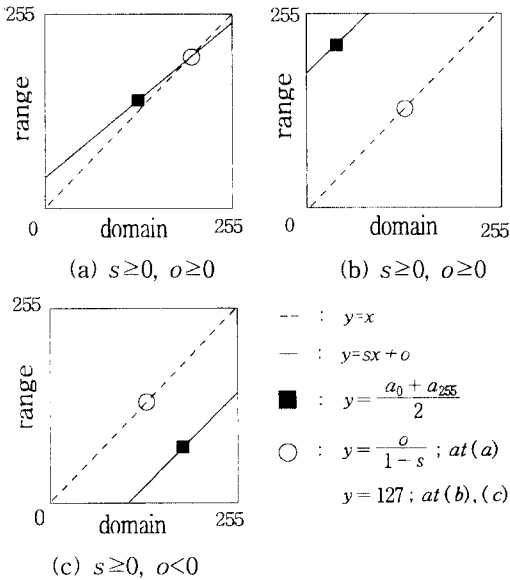 255
range
0
domain
255
(a) s≥0, o≥0
255
range
0
domain
255
(b) s≥0, o≥0
255
range
0
domain
255
(c) s≥0, o<0
-- : y=x
— : y=sx+o
■ : y = (a₀ + a₂₅₅)/2
○ : y = o/(1-s) ; at(a)
y = 127 ; at(b),(c)